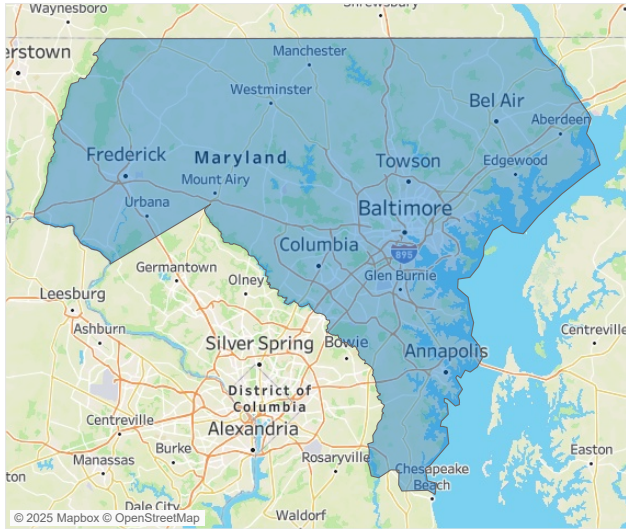 Waynesboro
Shrewsbury
erstown
Manchester
Westminster
Bel Air
Aberdeen
Frederick
Maryland
Towson
Edgewood
Mount Airy
Urbana
Baltimore
Columbia
895
Germantown
Olney
Glen Burnie
Leesburg
Ashburn
Silver Spring
Bowie
Annapolis
Centreville
District of
Columbia
Centreville
Alexandria
Burke
Rosaryville
Easton
Manassas
Chesapeake
Beach
ton
Dale City
Waldorf
© 2025 Mapbox © OpenStreetMap